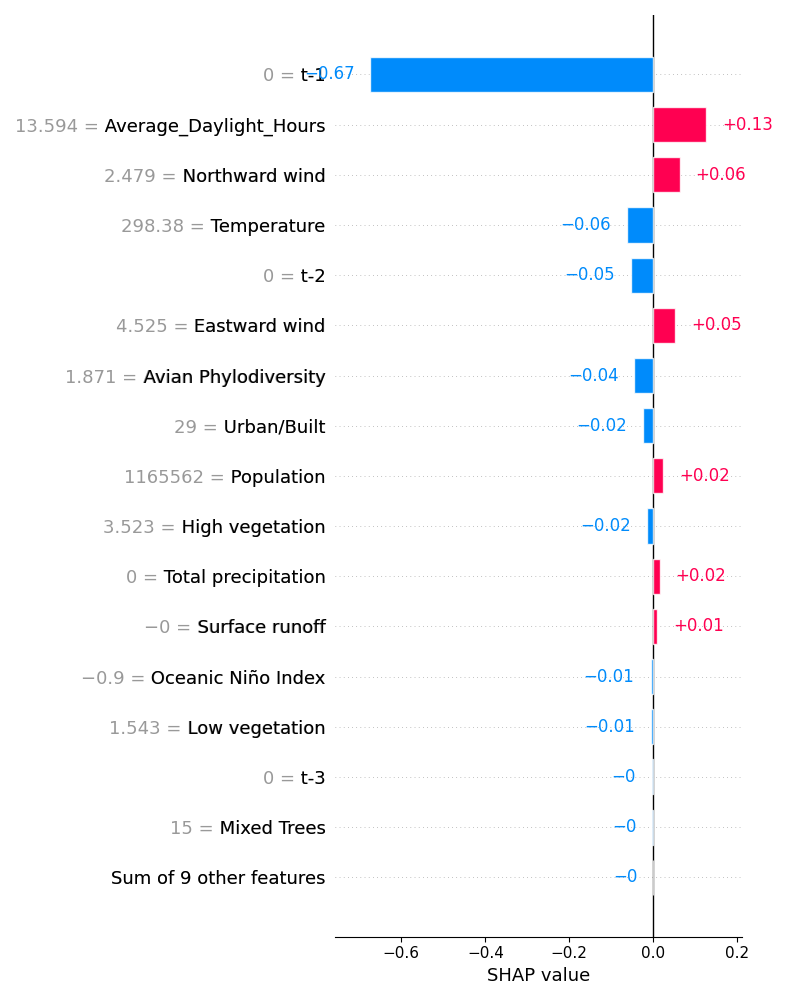 0 = t-1 −0.67
13.594 = Average_Daylight_Hours +0.13
2.479 = Northward wind +0.06
298.38 = Temperature −0.06
0 = t-2 −0.05
4.525 = Eastward wind +0.05
1.871 = Avian Phylodiversity −0.04
29 = Urban/Built −0.02
1165562 = Population +0.02
3.523 = High vegetation −0.02
0 = Total precipitation +0.02
−0 = Surface runoff +0.01
−0.9 = Oceanic Niño Index −0.01
1.543 = Low vegetation −0.01
0 = t-3 −0
15 = Mixed Trees −0
Sum of 9 other features −0
−0.6 −0.4 −0.2 0.0 0.2
SHAP value